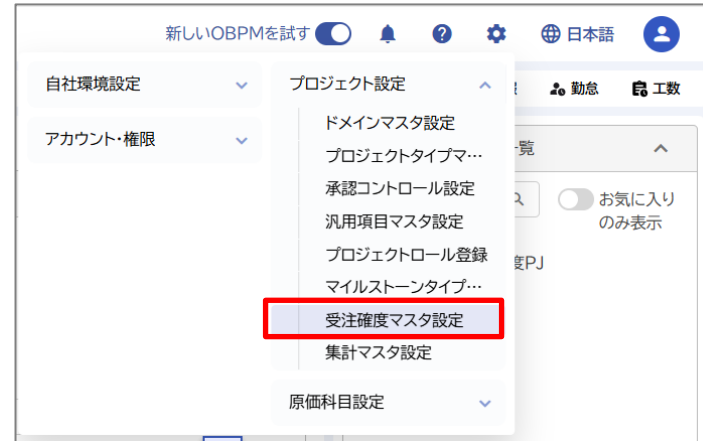 新しいOBPMを試す
日本語
自社環境設定
プロジェクト設定
勤怠
工数
ドメインマスタ設定
アカウント・権限
プロジェクトタイプマ…
覧
承認コントロール設定
お気に入り
のみ表示
汎用項目マスタ設定
プロジェクトロール登録
度PJ
マイルストーンタイプ…
受注確度マスタ設定
集計マスタ設定
原価科目設定